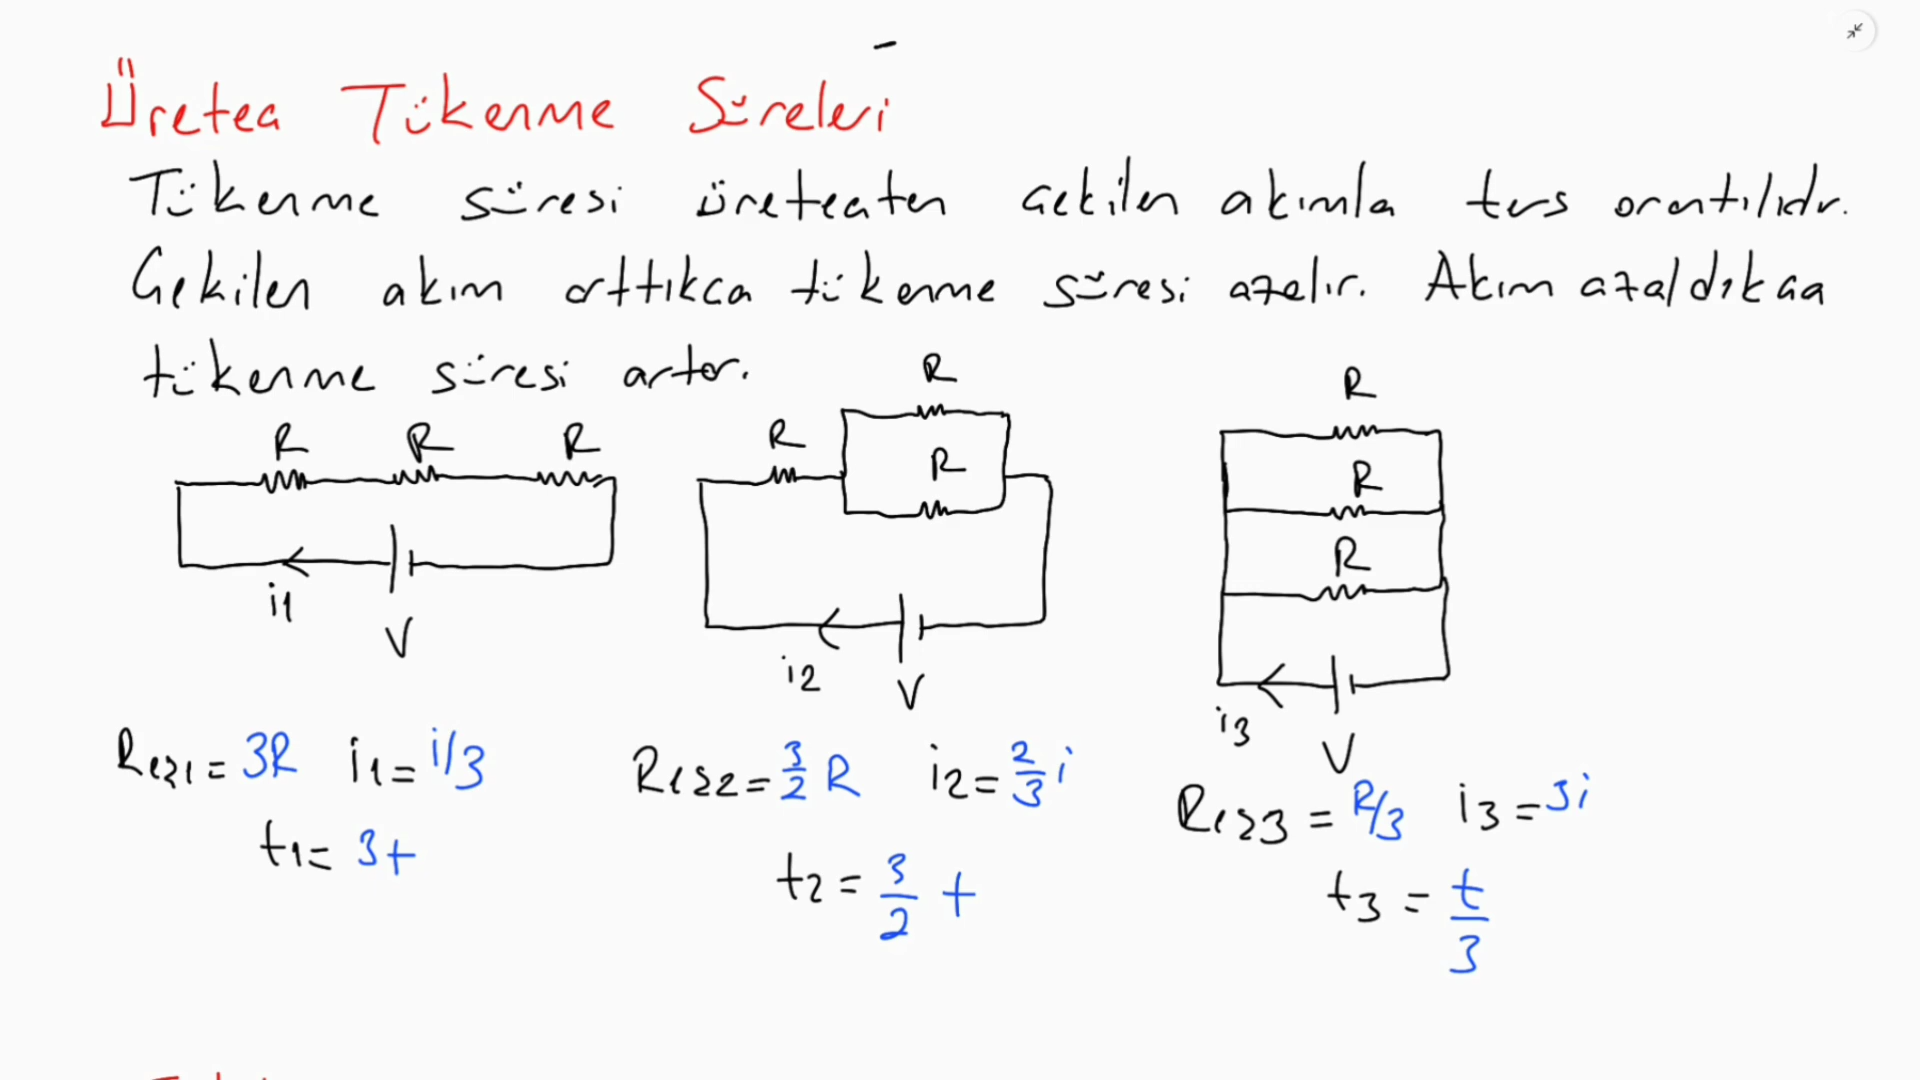 Üreteç Tükenme Süreleri
Tükenme süresi üreteçten çekilen akımla ters orantılıdır.
Çekilen akım arttıkça tükenme süresi azalır. Akım azaldıkça
tükenme süresi artar.
R R R
i1
V
R
R
R
i2
V
R
R
R
i3
V
Reş1 = 3R i1 = i/3
t1 = 3t
Reş2 = 3/2 R i2 = 2/3 i
t2 = 3/2 t
Reş3 = R/3 i3 = 3i
t3 = t/3